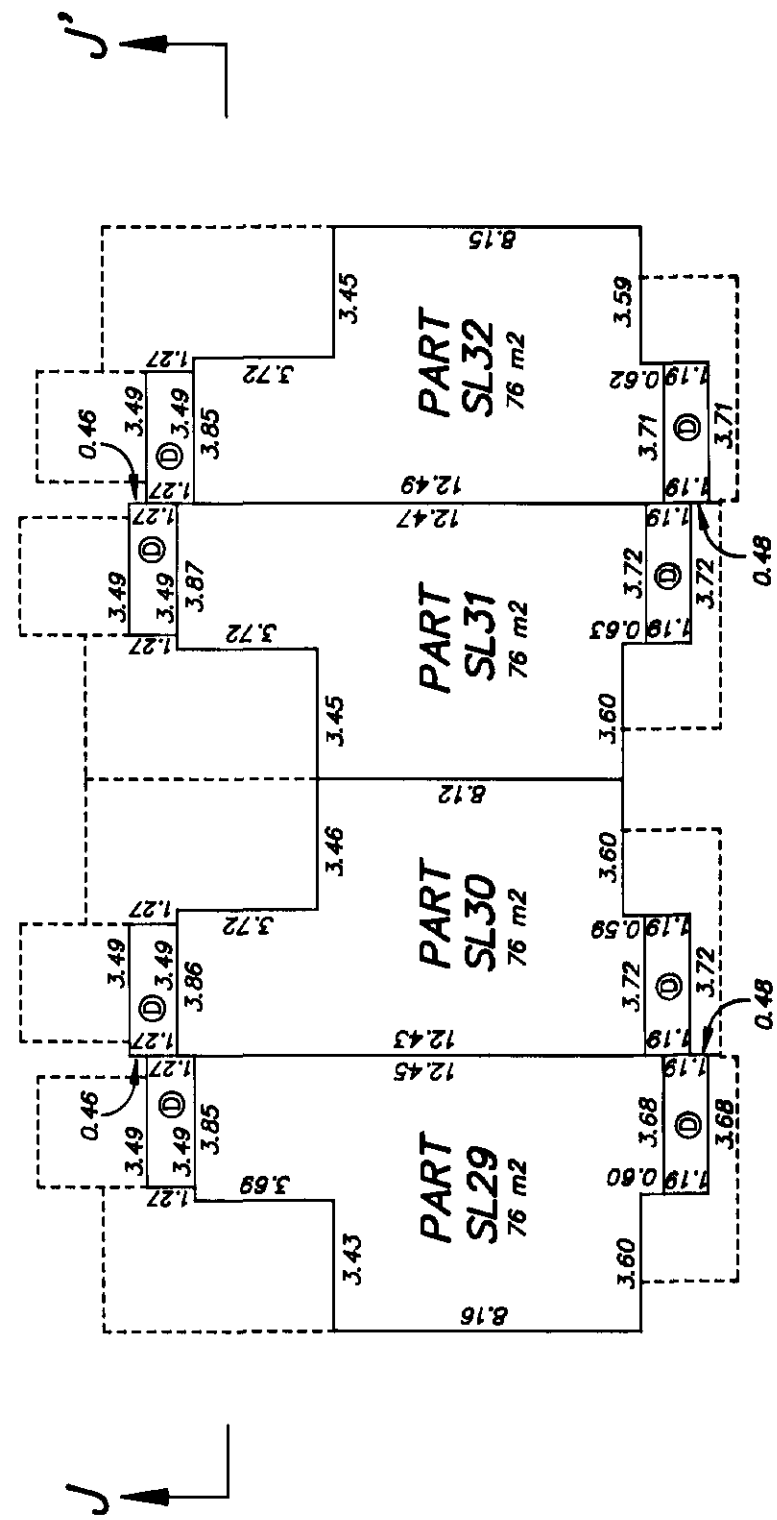 J'
1.27
3.49
3.49
3.85
0.46
D
1.27
3.72
3.45
8.15
PART
SL32
76 m2
12.49
3.59
0.62
1.19
3.71
D
3.71
1.19
0.48
1.27
3.49
D
3.49
3.87
1.27
3.72
3.45
12.47
PART
SL31
76 m2
3.60
0.63
1.19
3.72
D
3.72
1.19
8.12
1.27
3.49
3.49
3.86
D
1.27
3.72
3.46
PART
SL30
76 m2
12.43
3.60
0.59
1.19
3.72
D
3.72
1.19
0.48
0.46
1.27
3.49
D
3.49
3.85
1.27
3.69
3.43
12.45
PART
SL29
76 m2
8.16
3.60
0.60
1.19
3.68
D
3.68
1.19
J